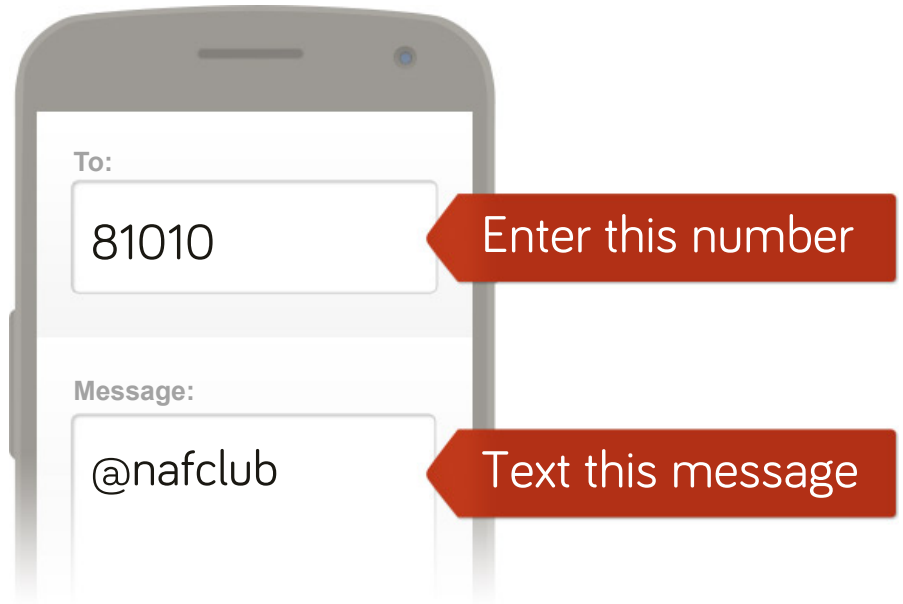 To:
81010
Enter this number
Message:
@nafclub
Text this message